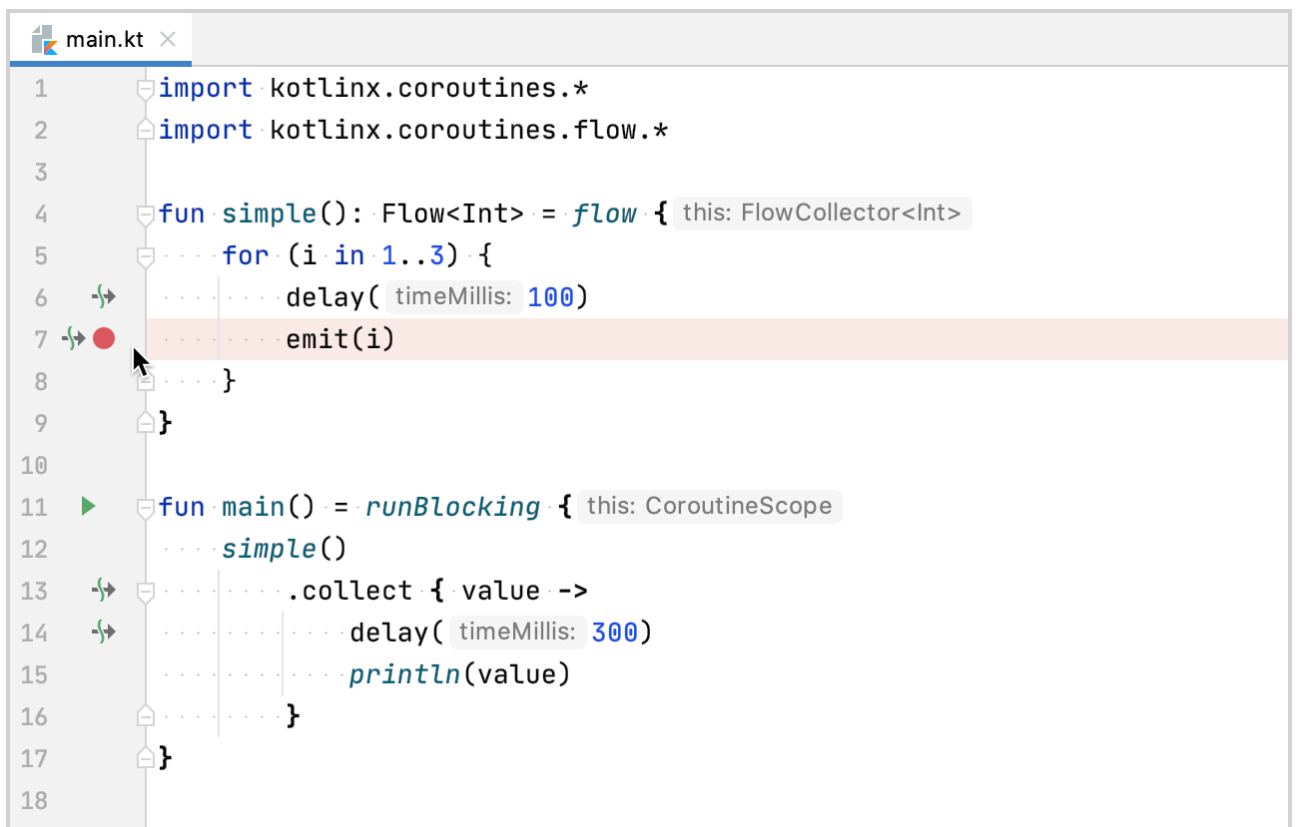 main.kt
1 import kotlinx.coroutines.*
2 import kotlinx.coroutines.flow.*
3
4 fun simple(): Flow<Int> = flow { this: FlowCollector<Int>
5     for (i in 1..3) {
6         delay( timeMillis: 100)
7         emit(i)
8     }
9 }
10
11 fun main() = runBlocking { this: CoroutineScope
12     simple()
13         .collect { value ->
14             delay( timeMillis: 300)
15             println(value)
16         }
17 }
18